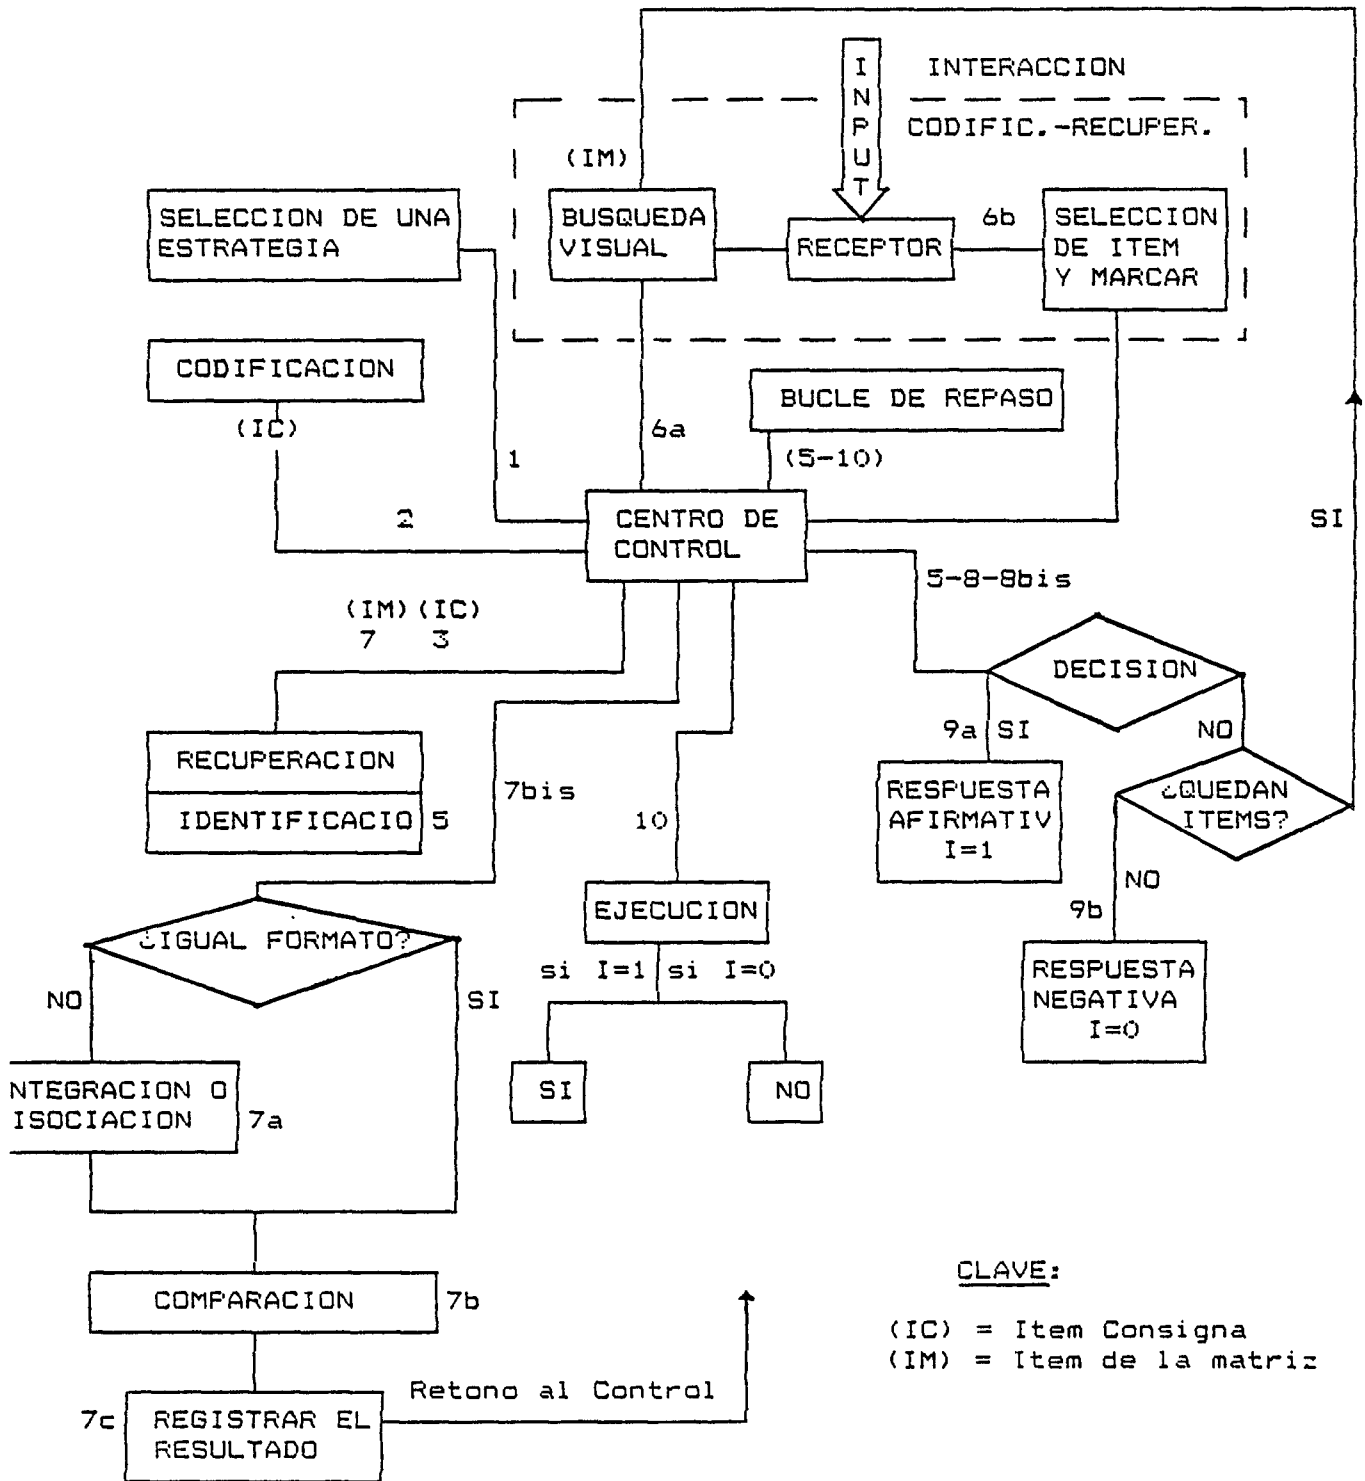 INPUT
INTERACCION
CODIFIC.-RECUPER.
(IM)
SELECCION DE UNA
ESTRATEGIA
BUSQUEDA
VISUAL
RECEPTOR
6b
SELECCION
DE ITEM
Y MARCAR
CODIFICACION
(IC)
BUCLE DE REPASO
6a
1
(5-10)
2
CENTRO DE
CONTROL
SI
5-8-8bis
(IM) (IC)
7 3
DECISION
9a SI
NO
RECUPERACION
IDENTIFICACIO 5
7bis
10
RESPUESTA
AFIRMATIV
I=1
¿QUEDAN
ITEMS?
NO
9b
EJECUCION
¿IGUAL FORMATO?
si I=1 si I=0
RESPUESTA
NEGATIVA
I=0
NO
SI
NTEGRACION O
ISOCIACION
7a
SI
NO
COMPARACION
7b
CLAVE:
(IC) = Item Consigna
(IM) = Item de la matriz
Retono al Control
7c
REGISTRAR EL
RESULTADO